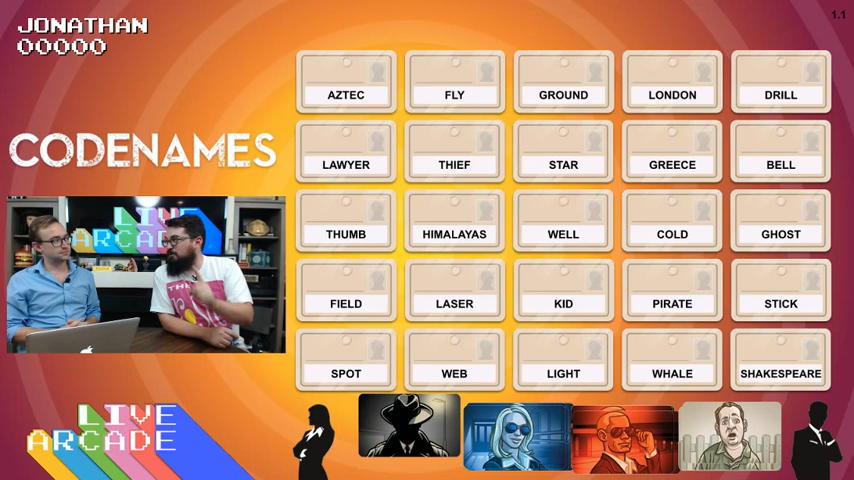 JONATHAN
00000
1.1
CODENAMES
AZTEC
FLY
GROUND
LONDON
DRILL
LAWYER
THIEF
STAR
GREECE
BELL
THUMB
HIMALAYAS
WELL
COLD
GHOST
FIELD
LASER
KID
PIRATE
STICK
SPOT
WEB
LIGHT
WHALE
SHAKESPEARE
LIVE
ARCADE
LIVE
ARCADE